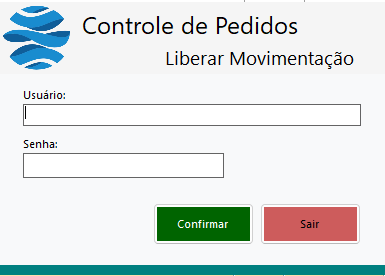 Controle de Pedidos
Liberar Movimentação
Usuário:
Senha:
Confirmar
Sair